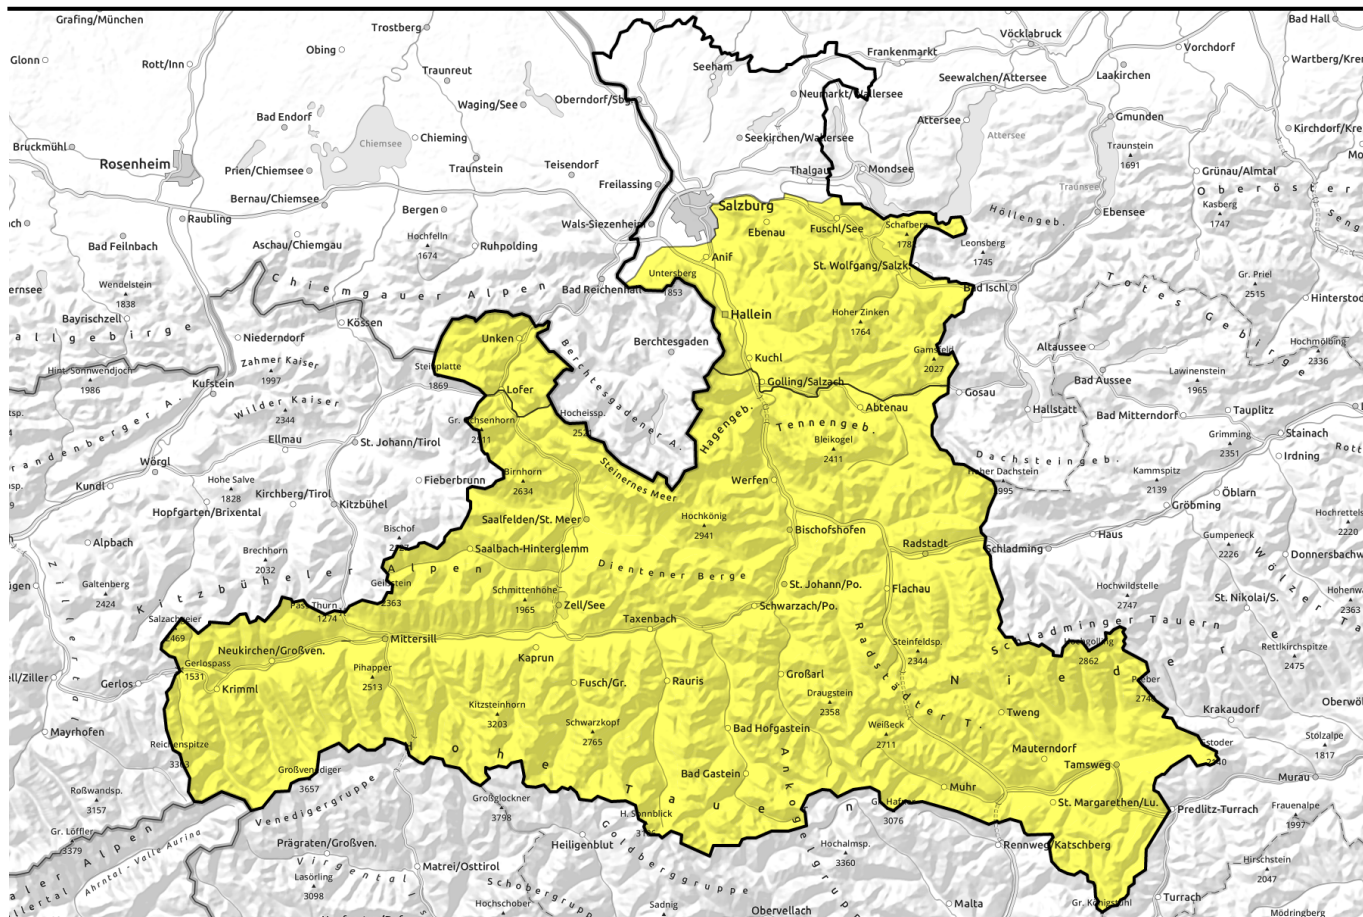 Grafing/München
Trostberg
Bad Hall
Obing
Vöcklabruck
Vorchdorf
Glonn
Rott/Inn
Frankenmarkt
Seeham
Traunreut
Seewalchen/Attersee
Laakirchen
Wartberg/Krem
Waging/See
Oberndorf/Sbg.
Neumarkt/Wallersee
Bad Endorf
Attersee
Attersee
Gmunden
Kirchdorf/Kre
Bruckmühl
Chiemsee
Chieming
Seekirchen/Wallersee
Traunstein
1691
Rosenheim
Prien/Chiemsee
Traunstein
Teisendorf
Thalgau
Mondsee
Grünau/Almtal
Freilassing
Traunsee
Oberöster
Bernau/Chiemsee
Bergen
Salzburg
Kasberg
1747
Raubling
Wals-Siezenheim
Ebenau
Fuschl/See
Schafberg
Höllengeb.
Ebensee
Bad Feilnbach
Aschau/Chiemgau
Hochfelln
1674
Ruhpolding
Leonsberg
1745
Anif
St. Wolfgang/Salzk.
Wendelstein
1838
Chiemgauer Alpen
Bad Reichenhall
Untersberg
1853
Gr. Priel
2515
Bad Ischl
Totes Gebirge
Hinterstod
Bayrischzell
Kössen
Hallein
Hoher Zinken
1764
Niederndorf
Unken
Berchtesgaden
Altaussee
Hochmölbing
2336
Zahmer Kaiser
1997
Steinplatte
1869
Kuchl
Gamsfeld
2027
Hint. Sonnwendjoch
1986
Kufstein
Lofer
Berchtesgadener A.
Golling/Salzach
Bad Aussee
Lawinenstein
1965
Gosau
Wilder Kaiser
2344
Hocheissp.
2521
Hagengeb.
Abtenau
Hallstatt
Bad Mitterndorf
Tauplitz
Tennengeb.
Ellmau
St. Johann/Tirol
Bleikogel
2411
Grimming
2351
Stainach
Irdning
Wörgl
Birnhorn
2634
Steinernes Meer
Dachsteingeb.
Kundl
Hohe Salve
1828
Fieberbrunn
Werfen
Hoher Dachstein
2995
Kammspitz
2139
Öblarn
Kirchberg/Tirol
Kitzbühel
Gröbming
Hopfgarten/Brixental
Saalfelden/St. Meer
Hochkönig
2941
Bischofshofen
Haus
Alpbach
Bischof
Saalbach-Hinterglemm
Radstadt
Schladming
Gumpeneck
2226
Donnersbachw
Brechhorn
2032
Dientener Berge
Galtenberg
2424
Kitzbüheler Alpen
Geißstein
2363
Schmittenhöhe
1965
St. Johann/Po.
Flachau
Hochwildstelle
2747
St. Nikolai/S.
Pass Thurn
1274
Zell/See
Schwarzach/Po.
Salzachgeier
2469
Mittersill
Taxenbach
Steinfeldsp.
2344
Schladminger Tauern
Hochgolling
2862
Rettlkirchspitze
2475
Neukirchen/Großven.
Gerlospass
1531
Pihapper
2513
Kaprun
Gerlos
Krimml
Fusch/Gr.
Rauris
Großarl
Draugstein
2358
Preber
2740
Kitzsteinhorn
3203
Tweng
Krakaudorf
Mayrhofen
Schwarzkopf
2765
Bad Hofgastein
Weißeck
2711
Radstädter T.
Reichenspitze
3303
Mauterndorf
Stolzalpe
1817
Großvenediger
3657
Hohe Tauern
Bad Gastein
Tamsweg
Murau
Roßwandsp.
3157
Großglockner
3798
Muhr
St. Margarethen/Lu.
Predlitz-Turrach
Frauenalpe
1997
Venedigergruppe
H. Sonnblick
Gr. Hafner
3076
Gr. Löffler
3379
Prägraten/Großven.
Heiligenblut
Goldberggruppe
Hochalmsp.
3360
Rennweg/Katschberg
Matrei/Osttirol
Hirschstein
2047
Lasörling
3098
Hochschober
Schobergruppe
Sadnig
Obervellach
Malta
Gr. Königstuhl
Turrach
Mödringberg